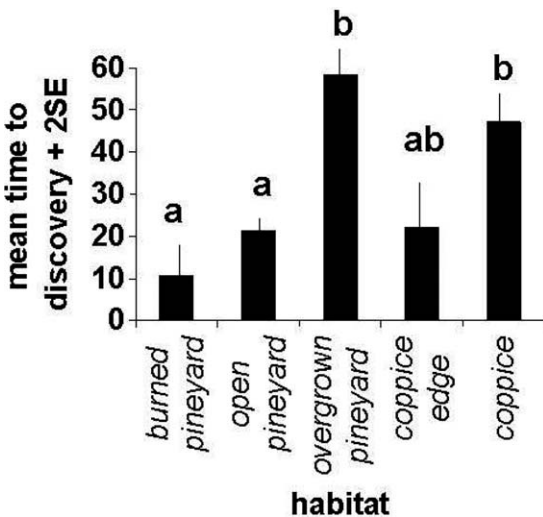 mean time to
discovery + 2SE
60
50
40
30
20
10
0
a
a
b
ab
b
burned
pineyard
open
pineyard
overgrown
pineyard
coppice
edge
coppice
habitat